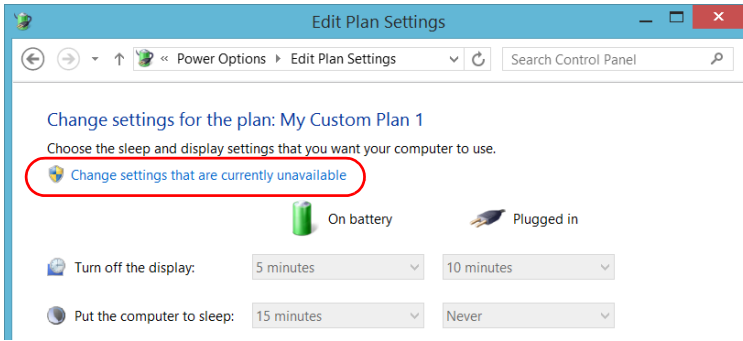 Edit Plan Settings
« Power Options Edit Plan Settings Search Control Panel
Change settings for the plan: My Custom Plan 1
Choose the sleep and display settings that you want your computer to use.
Change settings that are currently unavailable
On battery Plugged in
Turn off the display: 5 minutes 10 minutes
Put the computer to sleep: 15 minutes Never